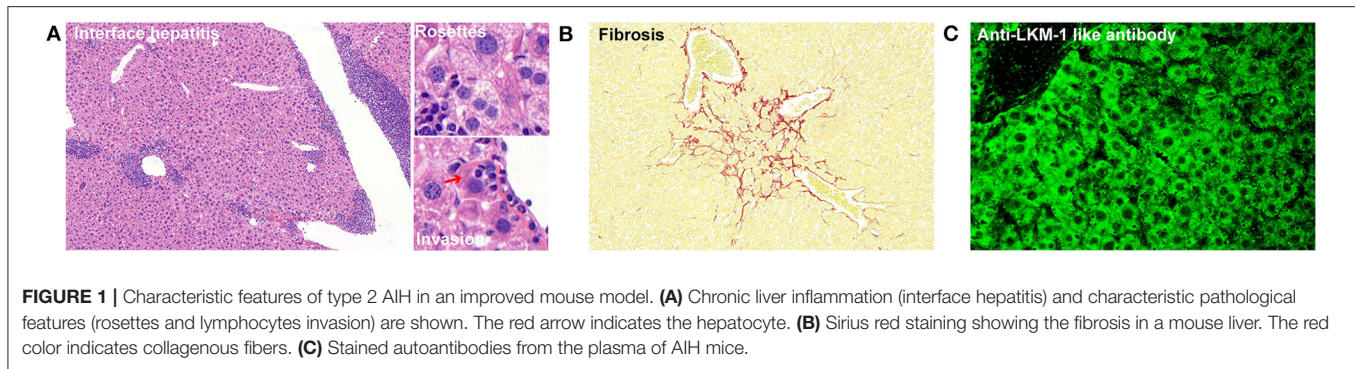 A
Interface hepatitis
Rosettes
Invasion
B
Fibrosis
C
Anti-LKM-1 like antibody
FIGURE 1 | Characteristic features of type 2 AIH in an improved mouse model. (A) Chronic liver inflammation (interface hepatitis) and characteristic pathological
features (rosettes and lymphocytes invasion) are shown. The red arrow indicates the hepatocyte. (B) Sirius red staining showing the fibrosis in a mouse liver. The red
color indicates collagenous fibers. (C) Stained autoantibodies from the plasma of AIH mice.